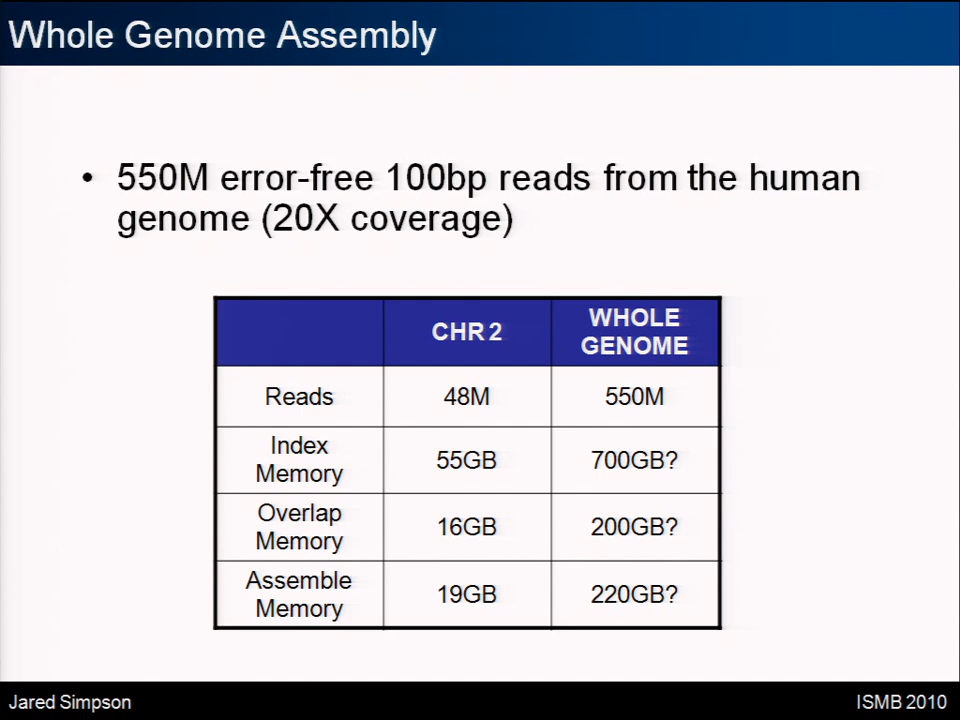 Whole Genome Assembly
• 550M error-free 100bp reads from the human
genome (20X coverage)
CHR 2
WHOLE
GENOME
Reads
48M
550M
Index
Memory
55GB
700GB?
Overlap
Memory
16GB
200GB?
Assemble
Memory
19GB
220GB?
Jared Simpson
ISMB 2010